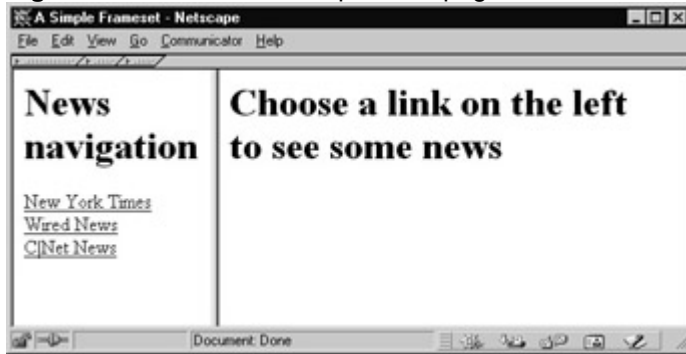 A Simple Frameset - Netscape
File Edit View Go Communicator Help
News
navigation
New York Times
Wired News
C|Net News
Choose a link on the left
to see some news
Document: Done